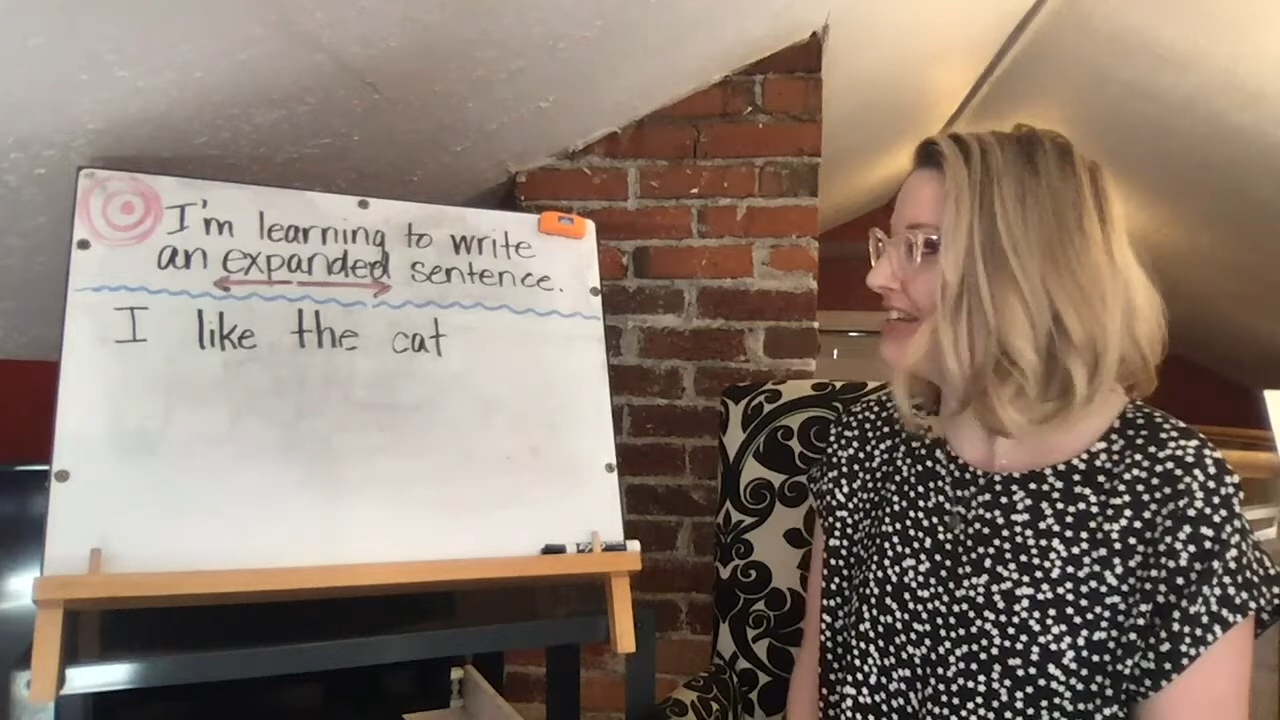 I'm learning to write
an expanded sentence.
I like the cat